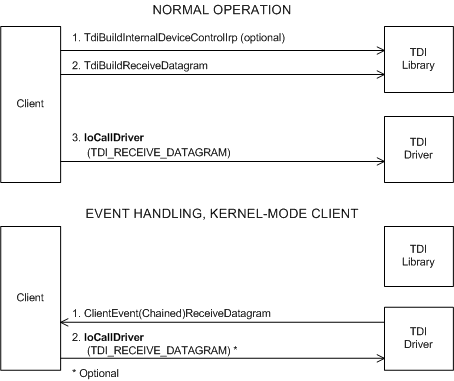 NORMAL OPERATION
1. TdiBuildInternalDeviceControlIrp (optional)
2. TdiBuildReceiveDatagram
TDI
Library
Client
3. IoCallDriver
(TDI_RECEIVE_DATAGRAM)
TDI
Driver
EVENT HANDLING, KERNEL-MODE CLIENT
TDI
Library
Client
1. ClientEvent(Chained)ReceiveDatagram
2. IoCallDriver
(TDI_RECEIVE_DATAGRAM) *
TDI
Driver
* Optional